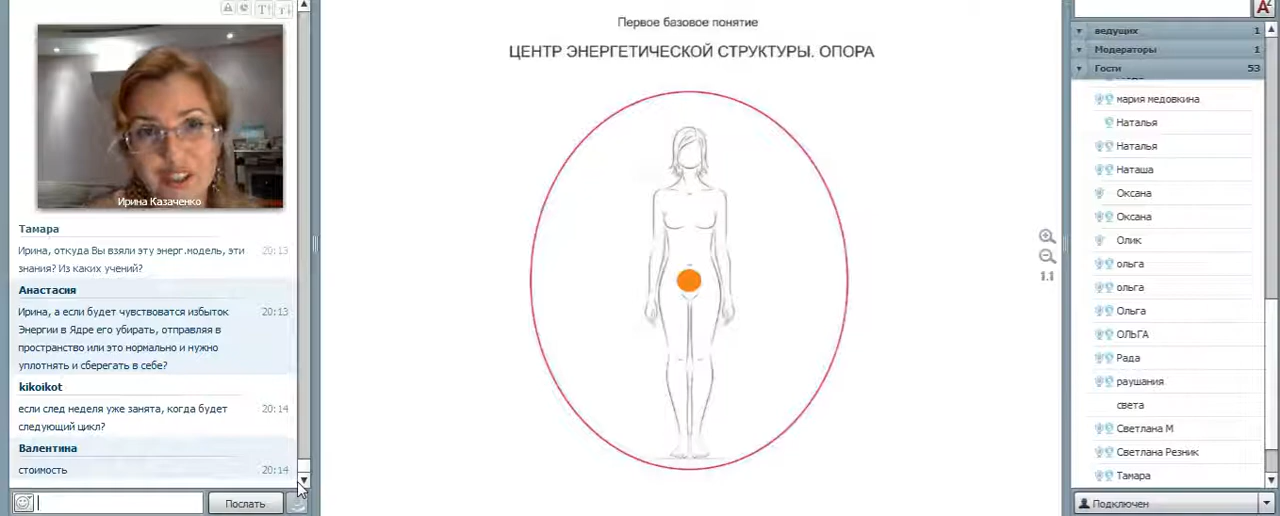 Ирина Казаченко
Тамара
Ирина, откуда Вы взяли эту энерг.модель, эти
знания? Из каких учений?
20:13
Анастасия
Ирина, а если будет чувствоватся избыток
Энергии в Ядре его убирать, отправляя в
пространство или это нормально и нужно
уплотнять и сберегать в себе?
20:13
kikoikot
если след неделя уже занята, когда будет
следующий цикл?
20:14
Валентина
стоимость
20:14
Послать
Первое базовое понятие
ЦЕНТР ЭНЕРГЕТИЧЕСКОЙ СТРУКТУРЫ. ОПОРА
1.1
ведущих 1
Модераторы 1
Гости 53
мария медовкина
Наталья
Наталья
Наташа
Оксана
Оксана
Олик
ольга
ольга
Ольга
ОЛЬГА
Рада
раушания
света
Светлана М
Светлана Резник
Тамара
Подключен